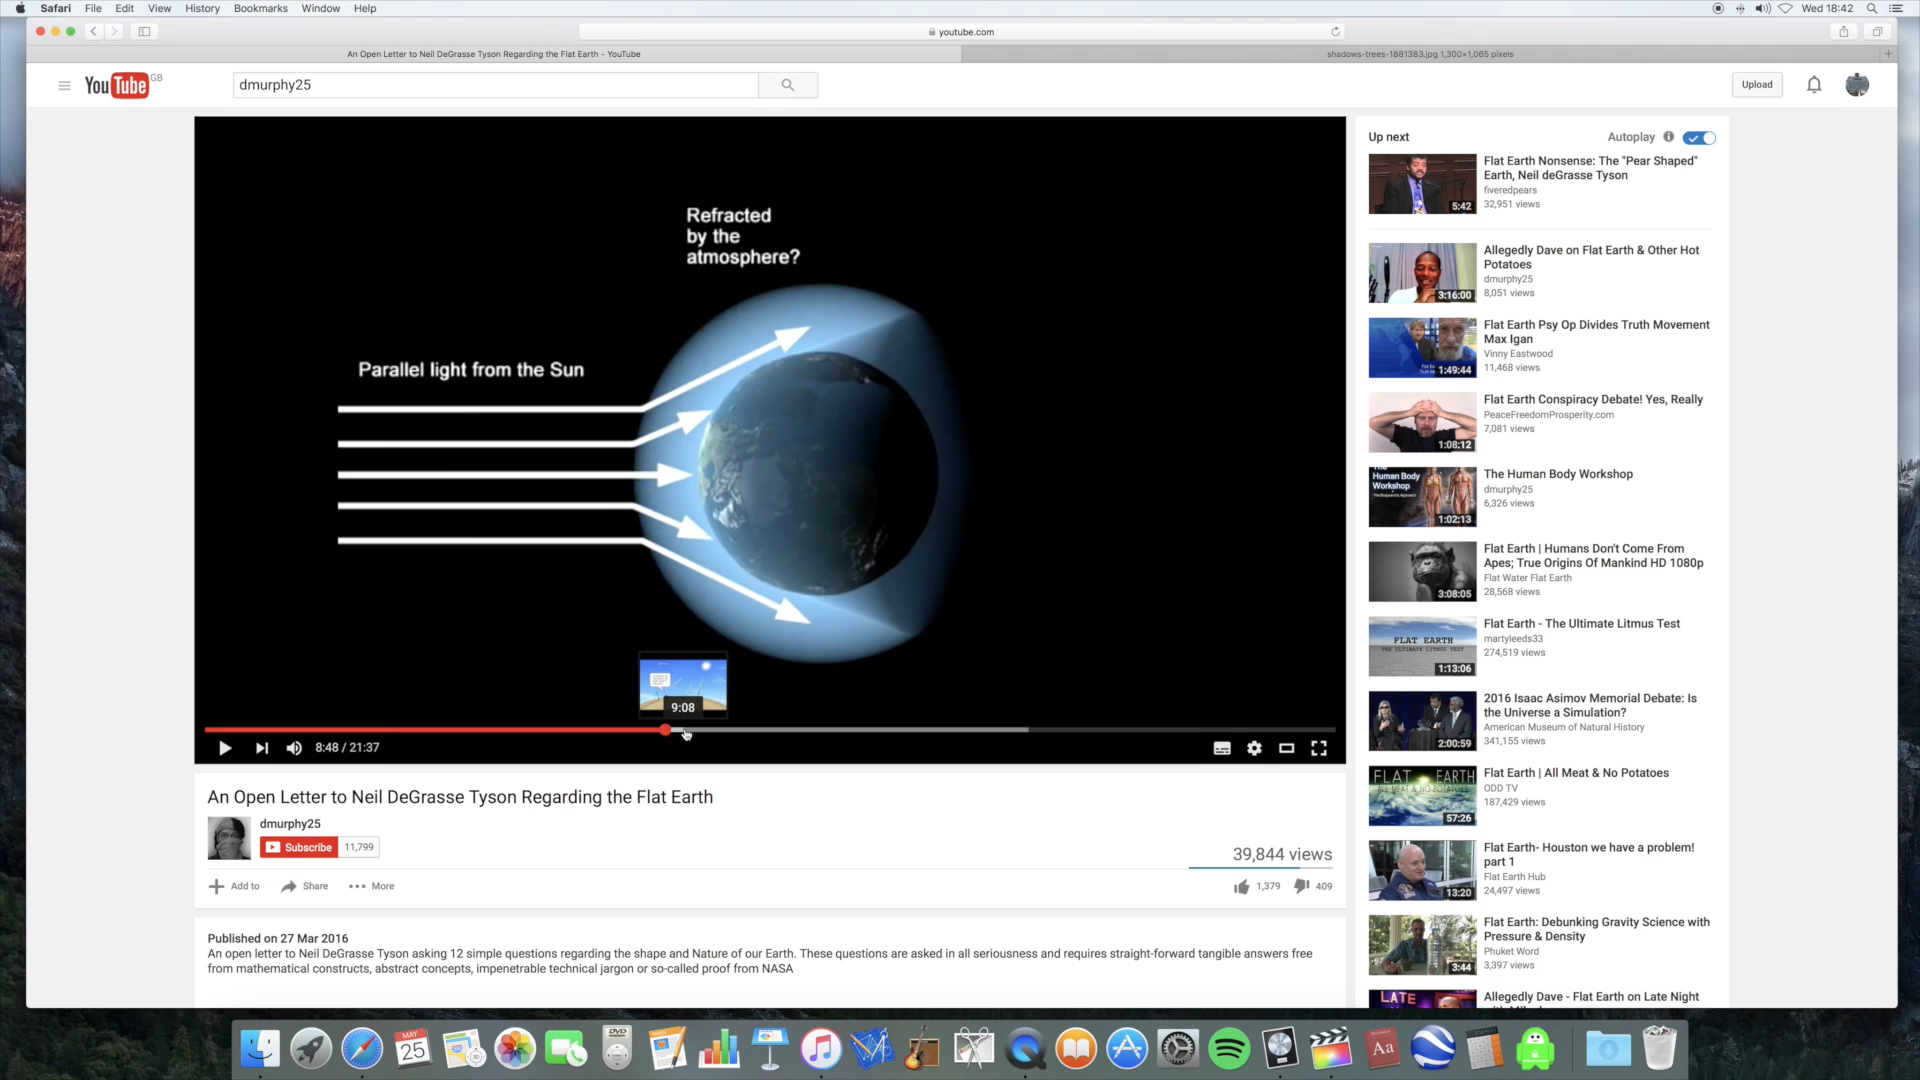 Safari File Edit View History Bookmarks Window Help
Wed 18:42
youtube.com
An Open Letter to Neil DeGrasse Tyson Regarding the Flat Earth - YouTube
shadows-trees-1881383.jpg 1,300×1,065 pixels
YouTube GB
dmurphy25
Upload
Refracted
by the
atmosphere?
Parallel light from the Sun
9:08
8:48 / 21:37
An Open Letter to Neil DeGrasse Tyson Regarding the Flat Earth
dmurphy25
Subscribe 11,799
39,844 views
Add to Share More
1,379 409
Published on 27 Mar 2016
An open letter to Neil DeGrasse Tyson asking 12 simple questions regarding the shape and Nature of our Earth. These questions are asked in all seriousness and requires straight-forward tangible answers free
from mathematical constructs, abstract concepts, impenetrable technical jargon or so-called proof from NASA
Up next
Autoplay
5:42
Flat Earth Nonsense: The "Pear Shaped"
Earth, Neil deGrasse Tyson
fiveredpears
32,951 views
3:16:00
Allegedly Dave on Flat Earth & Other Hot
Potatoes
dmurphy25
8,051 views
1:49:44
Flat Earth Psy Op Divides Truth Movement
Max Igan
Vinny Eastwood
11,468 views
1:08:12
Flat Earth Conspiracy Debate! Yes, Really
PeaceFreedomProsperity.com
7,081 views
Human Body
Workshop
1:02:13
The Human Body Workshop
dmurphy25
6,326 views
3:08:05
Flat Earth | Humans Don't Come From
Apes; True Origins Of Mankind HD 1080p
Flat Water Flat Earth
28,568 views
FLAT EARTH
THE ULTIMATE LITMUS TEST
1:13:06
Flat Earth - The Ultimate Litmus Test
martyleeds33
274,519 views
2:00:59
2016 Isaac Asimov Memorial Debate: Is
the Universe a Simulation?
American Museum of Natural History
341,155 views
FLAT EARTH
57:26
Flat Earth | All Meat & No Potatoes
ODD TV
187,429 views
13:20
Flat Earth- Houston we have a problem!
part 1
Flat Earth Hub
24,497 views
3:44
Flat Earth: Debunking Gravity Science with
Pressure & Density
Phuket Word
3,397 views
LATE
Allegedly Dave - Flat Earth on Late Night
MAY
25
DVD
Aa